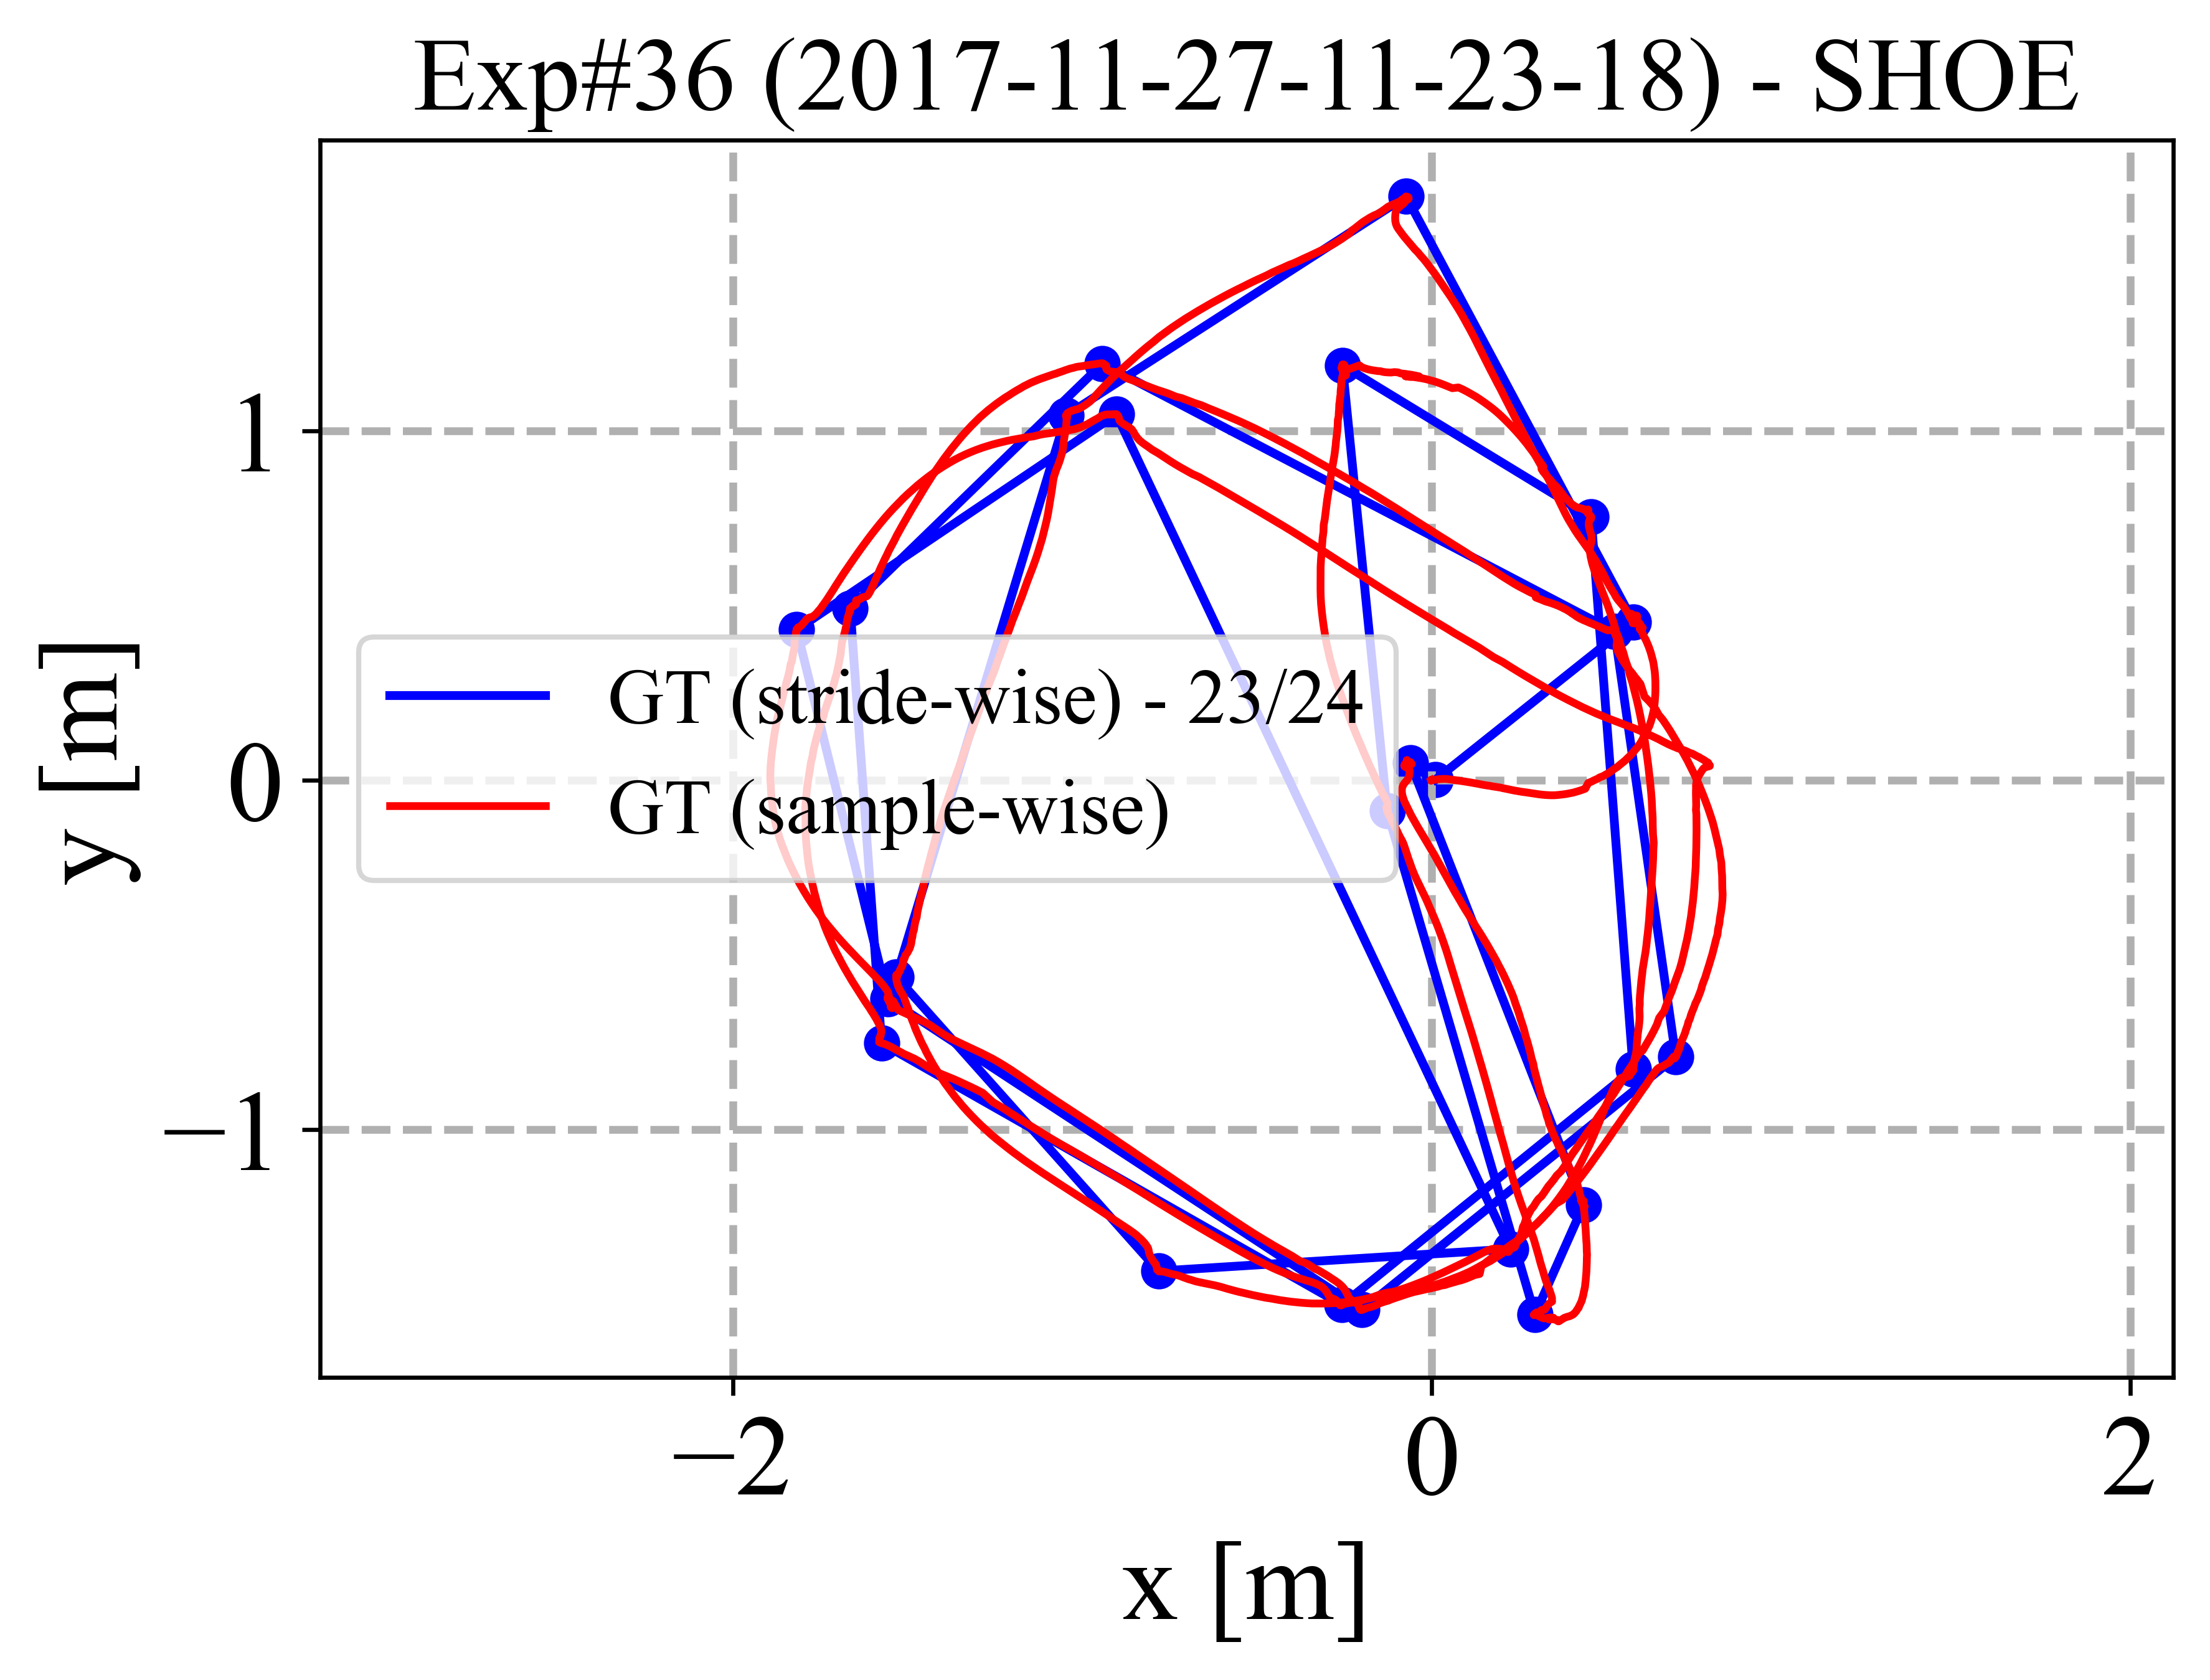 Exp#36 (2017-11-27-11-23-18) - SHOE
y [m]
1
0
−1
GT (stride-wise) - 23/24
GT (sample-wise)
−2
0
2
x [m]